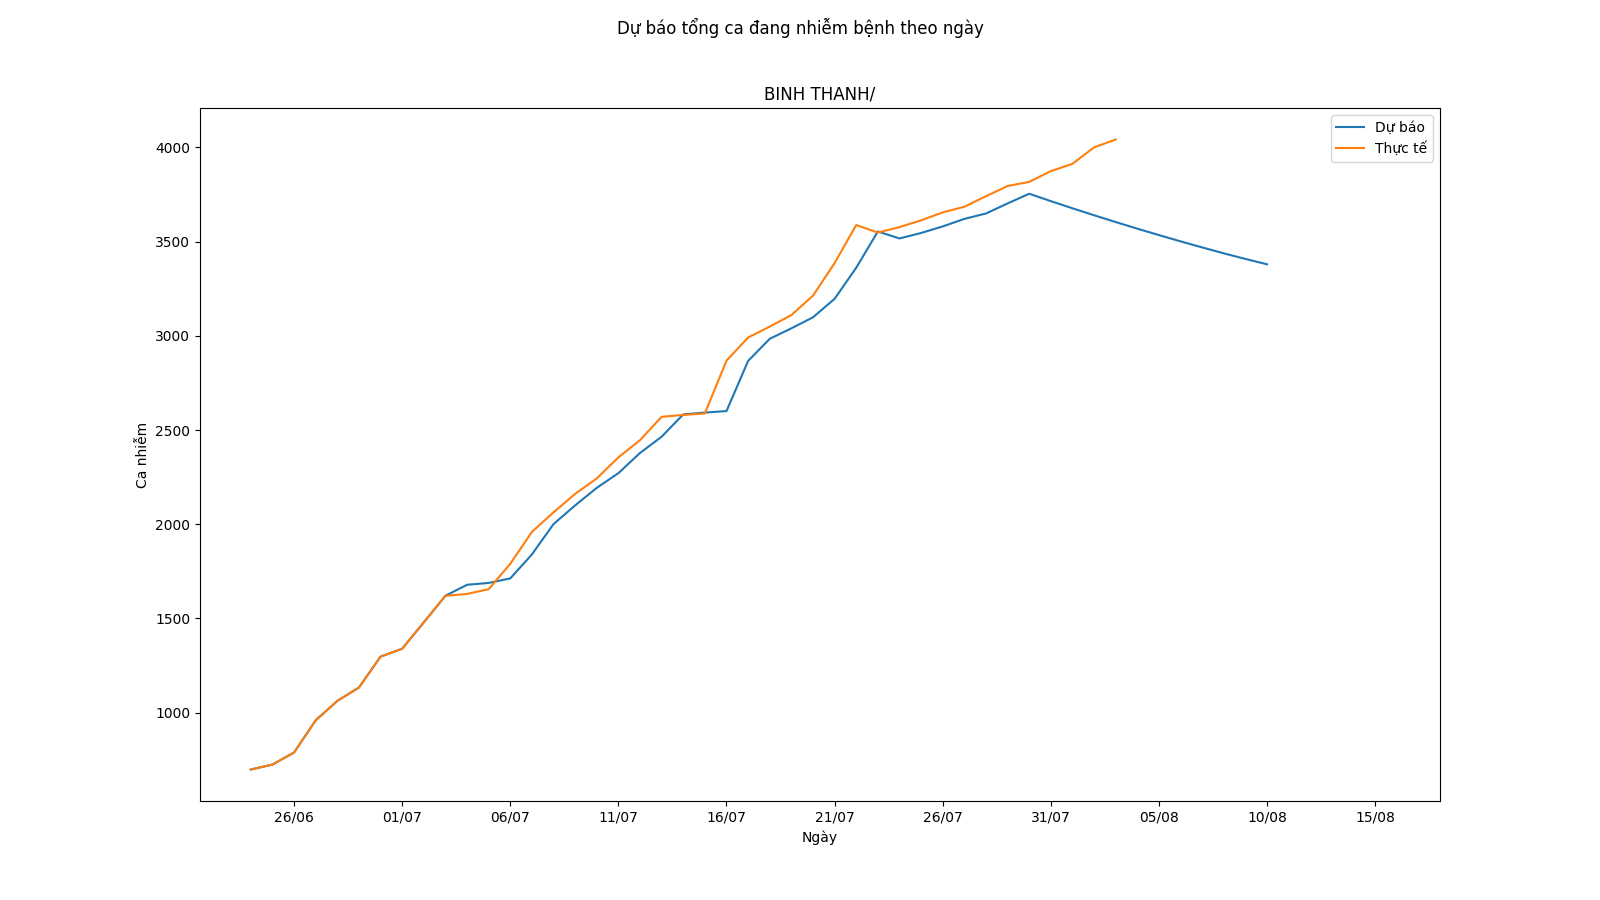 Dự báo tổng ca đang nhiễm bệnh theo ngày
BINH THANH/
Dự báo
Thực tế
4000
3500
3000
2500
2000
1500
1000
Ca nhiễm
26/06 01/07 06/07 11/07 16/07 21/07 26/07 31/07 05/08 10/08 15/08
Ngày